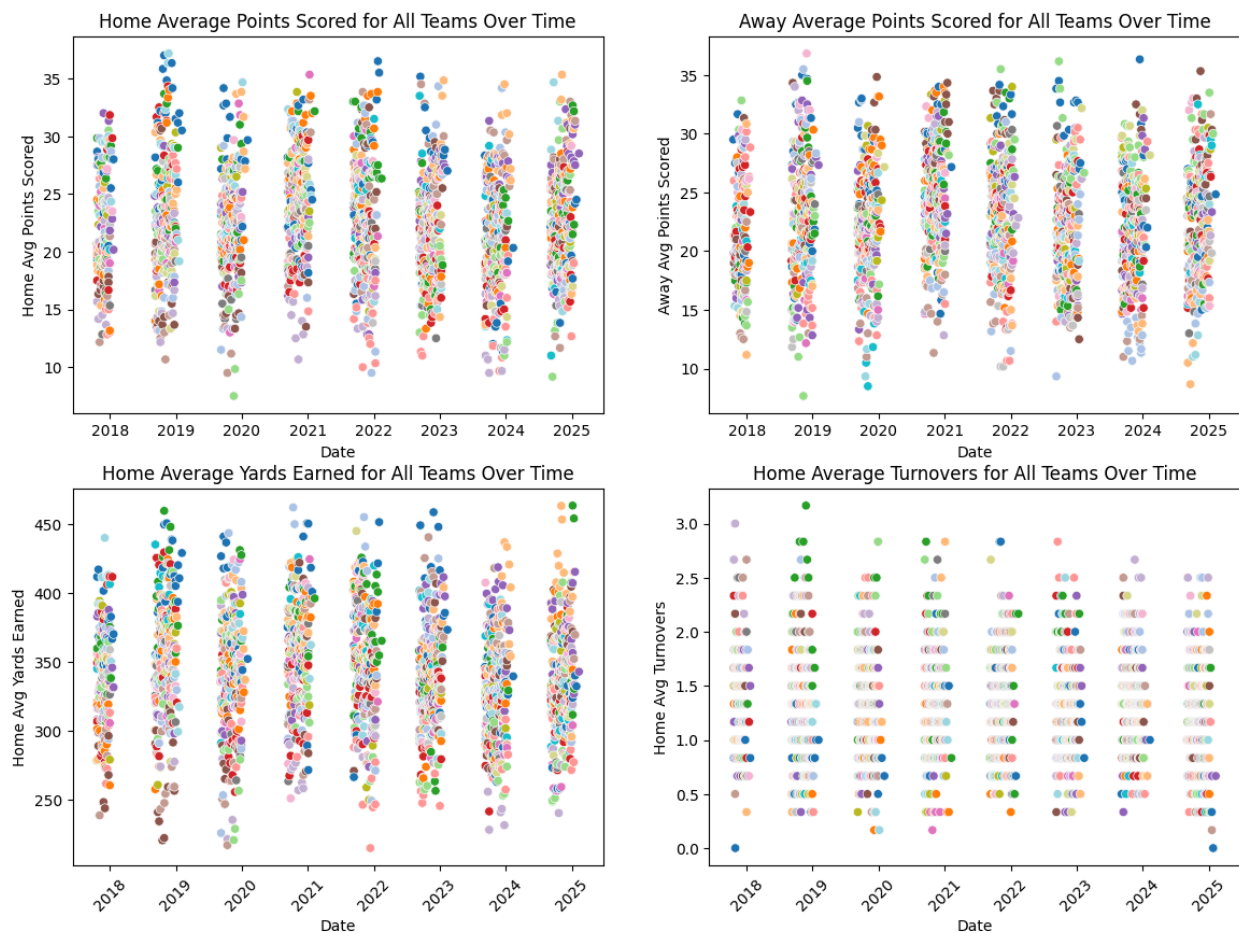 Home Average Points Scored for All Teams Over Time
Home Avg Points Scored
35
30
25
20
15
10
2018 2019 2020 2021 2022 2023 2024 2025
Date
Away Average Points Scored for All Teams Over Time
Away Avg Points Scored
35
30
25
20
15
10
2018 2019 2020 2021 2022 2023 2024 2025
Date
Home Average Yards Earned for All Teams Over Time
Home Avg Yards Earned
450
400
350
300
250
2018 2019 2020 2021 2022 2023 2024 2025
Date
Home Average Turnovers for All Teams Over Time
Home Avg Turnovers
3.0
2.5
2.0
1.5
1.0
0.5
0.0
2018 2019 2020 2021 2022 2023 2024 2025
Date